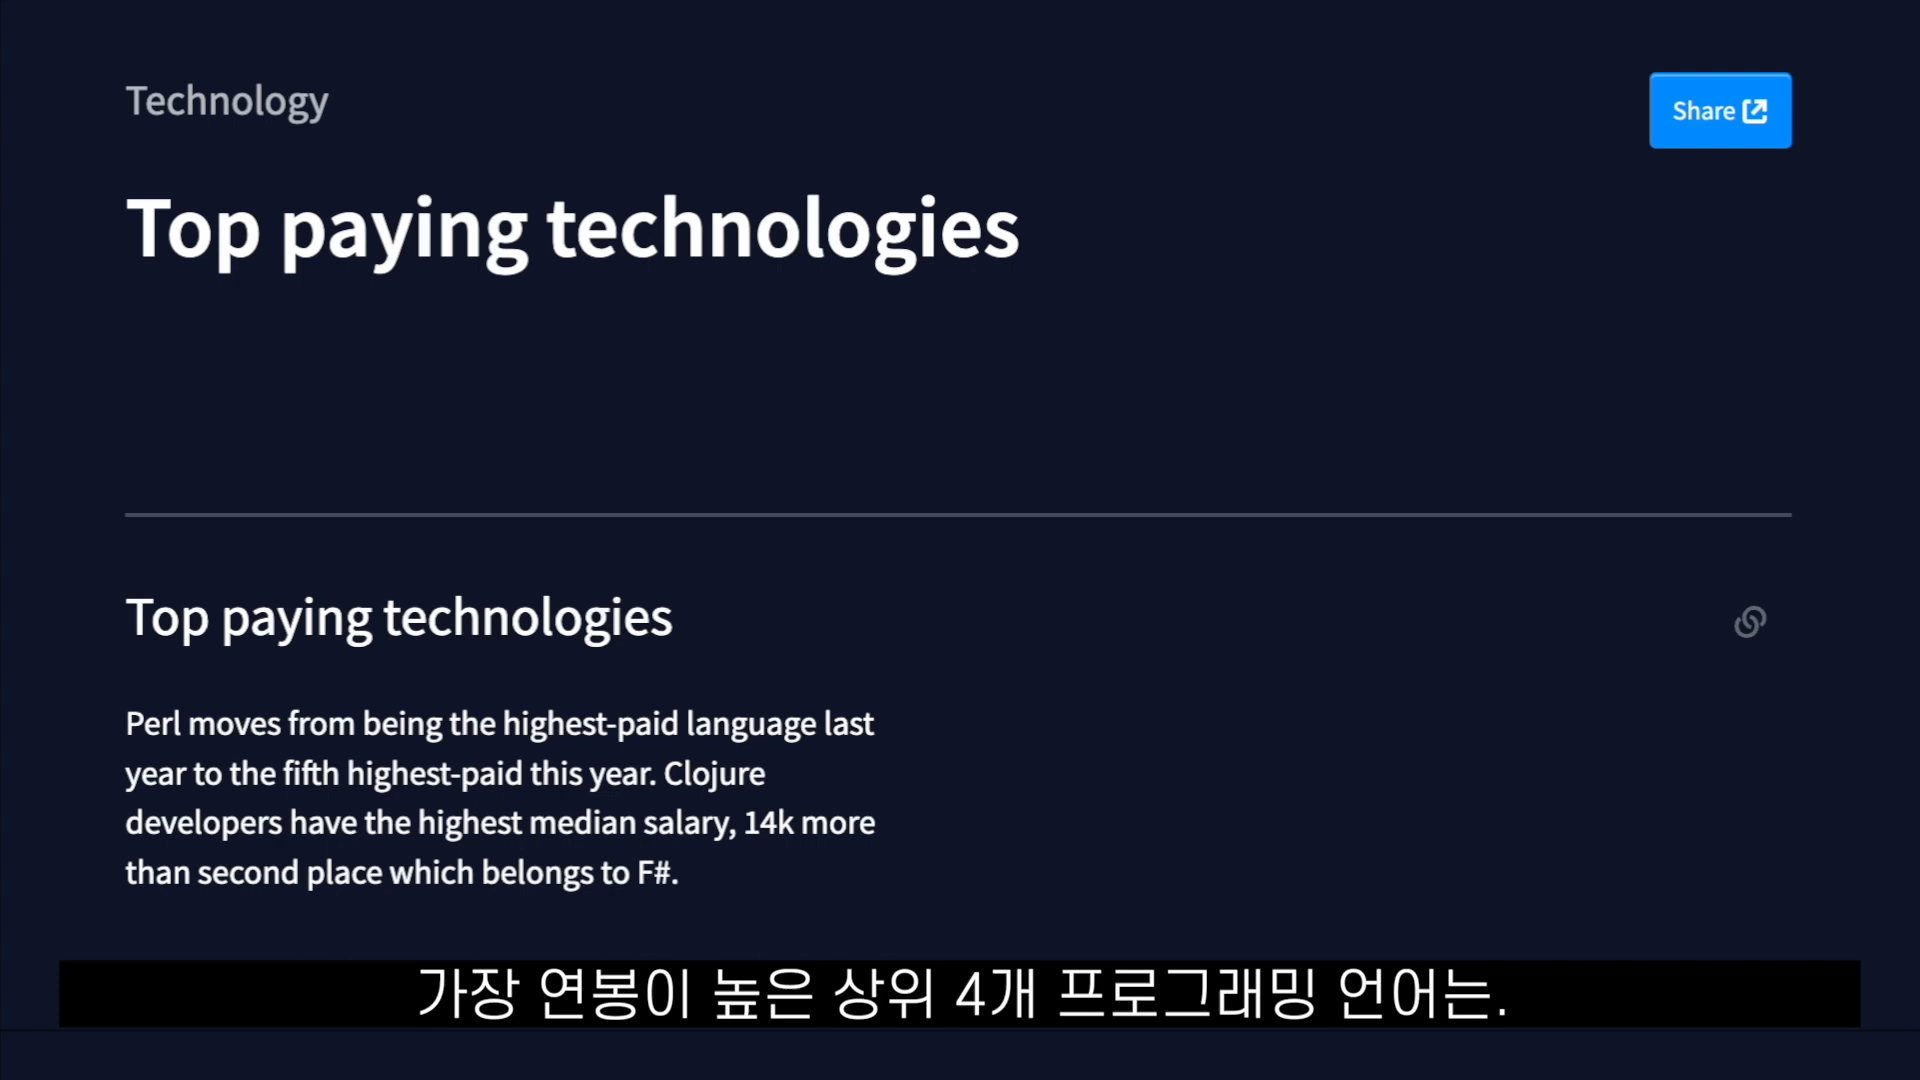 Technology
Share
Top paying technologies
Top paying technologies
Perl moves from being the highest-paid language last
year to the fifth highest-paid this year. Clojure
developers have the highest median salary, 14k more
than second place which belongs to F#.
가장 연봉이 높은 상위 4개 프로그래밍 언어는.